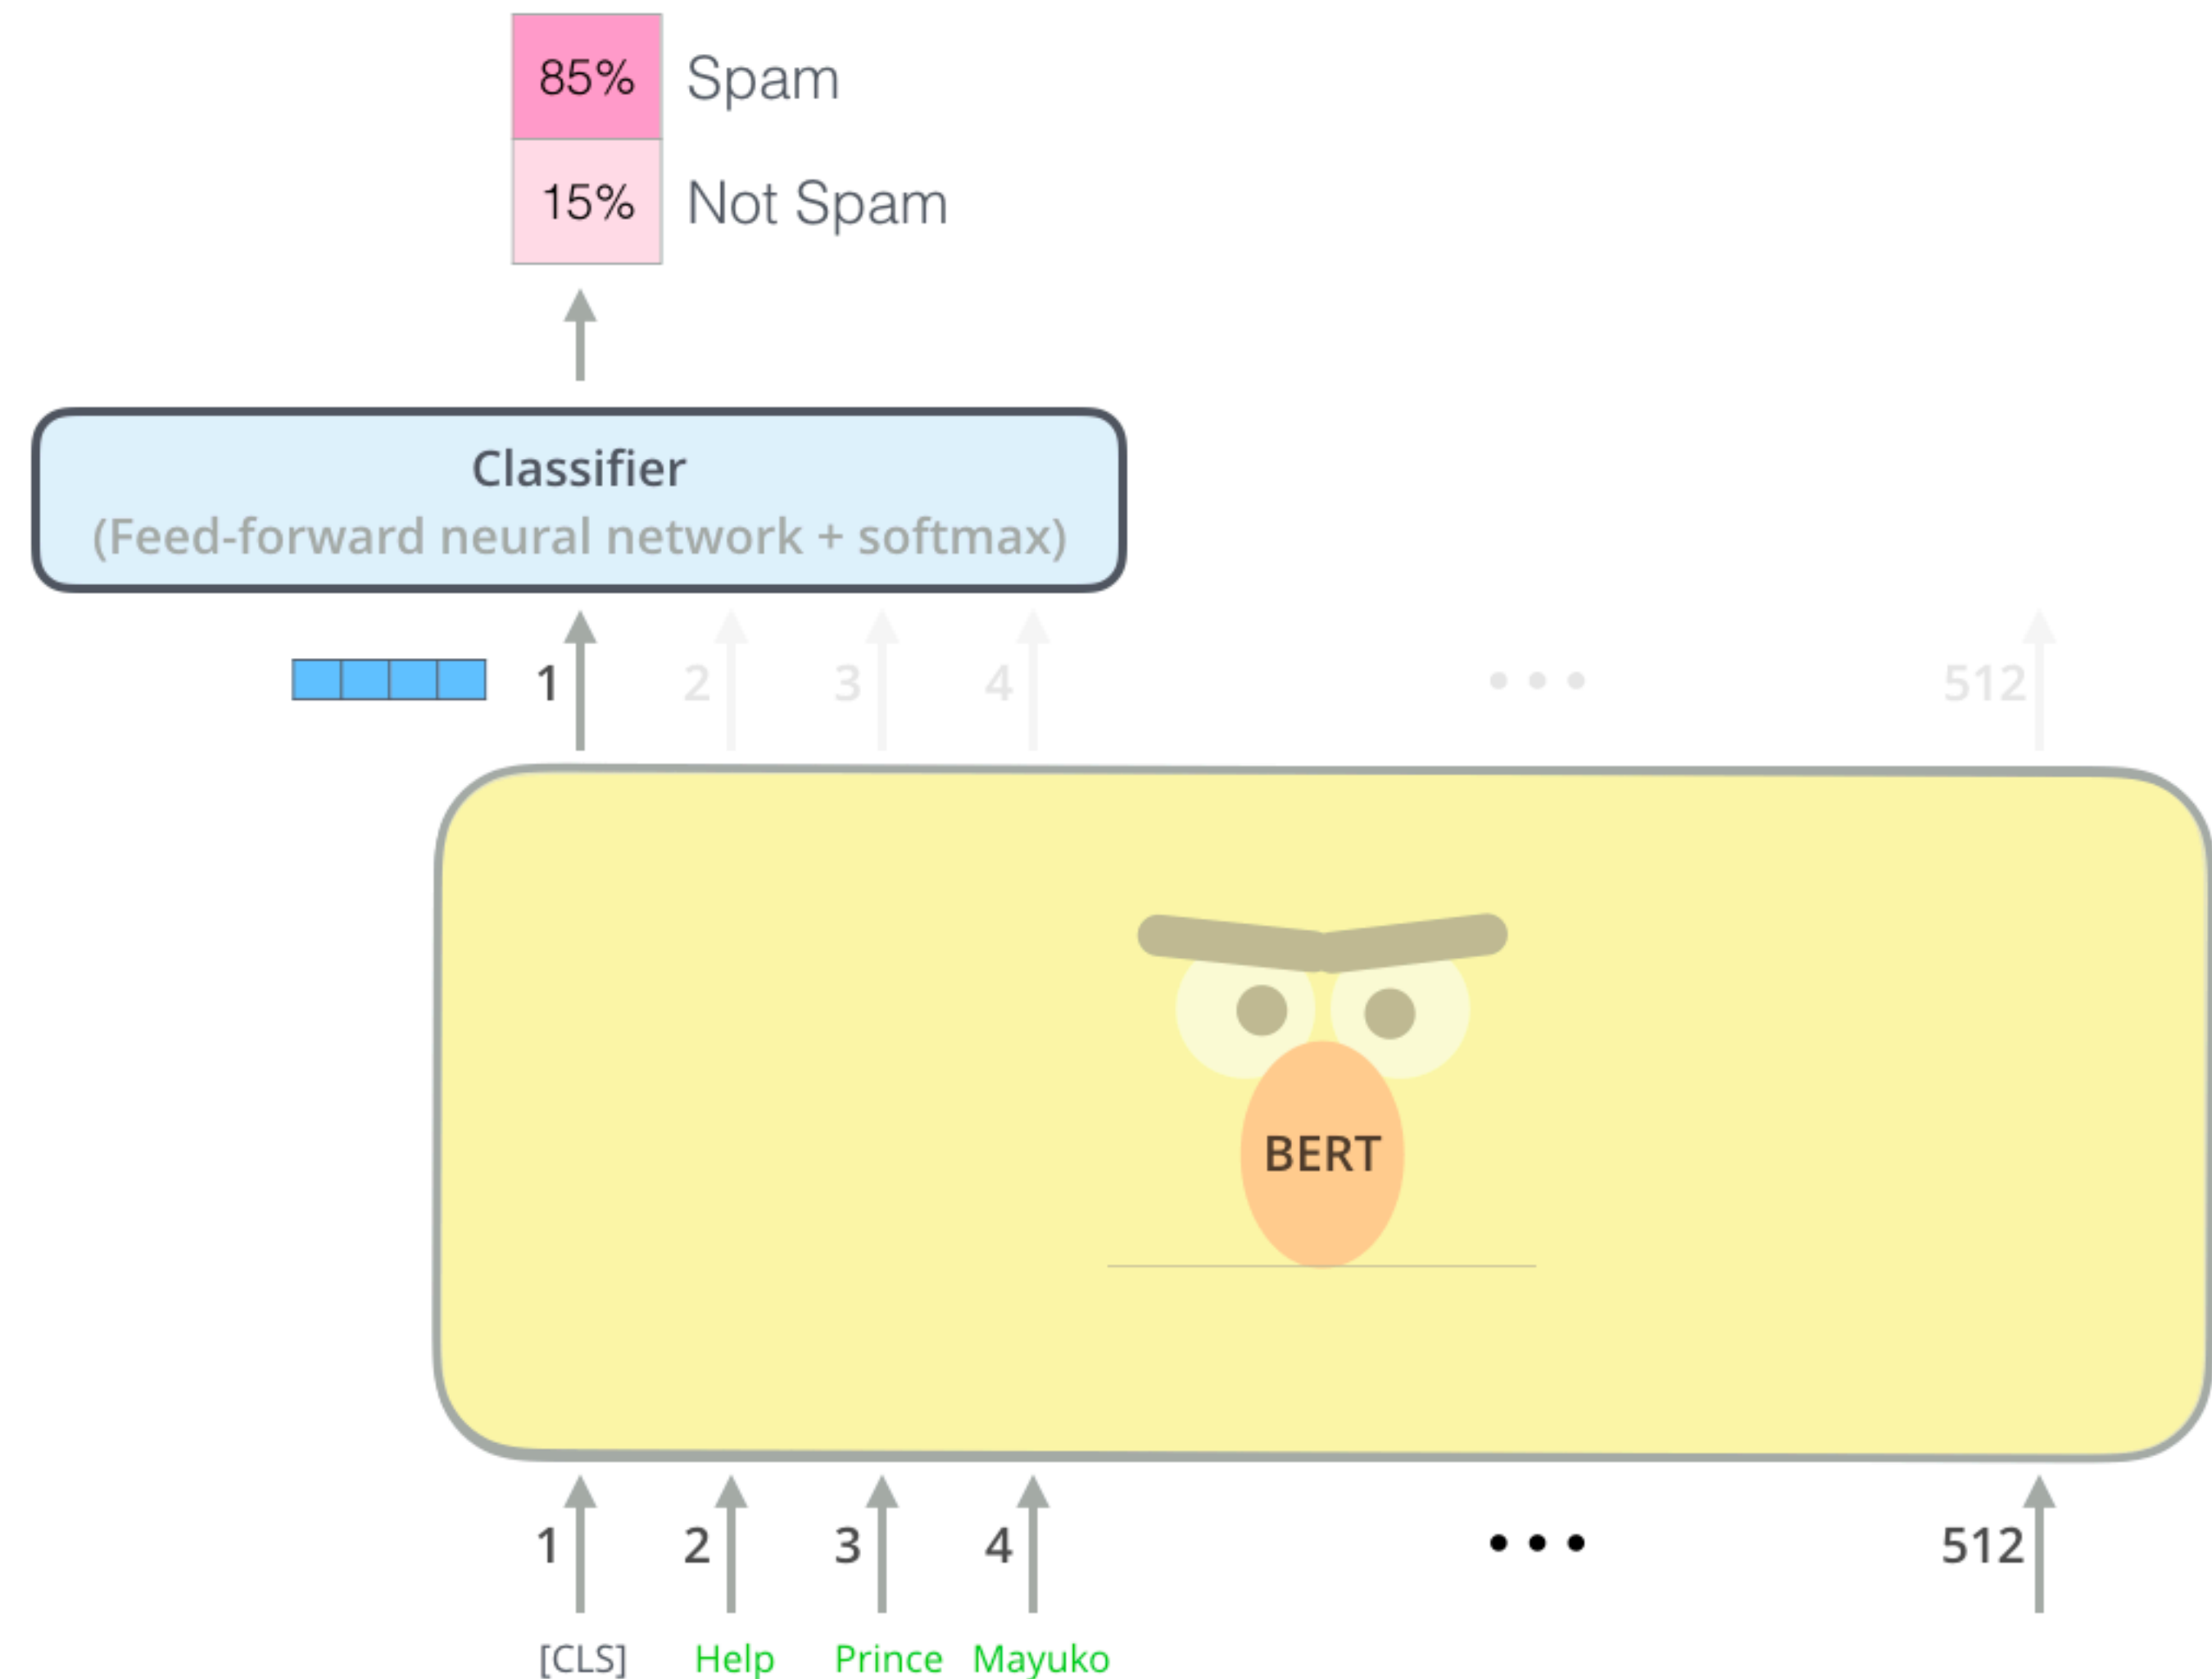 85% Spam
15% Not Spam
Classifier
(Feed-forward neural network + softmax)
1 2 3 4 ••• 512
BERT
1 2 3 4 ••• 512
[CLS] Help Prince Mayuko